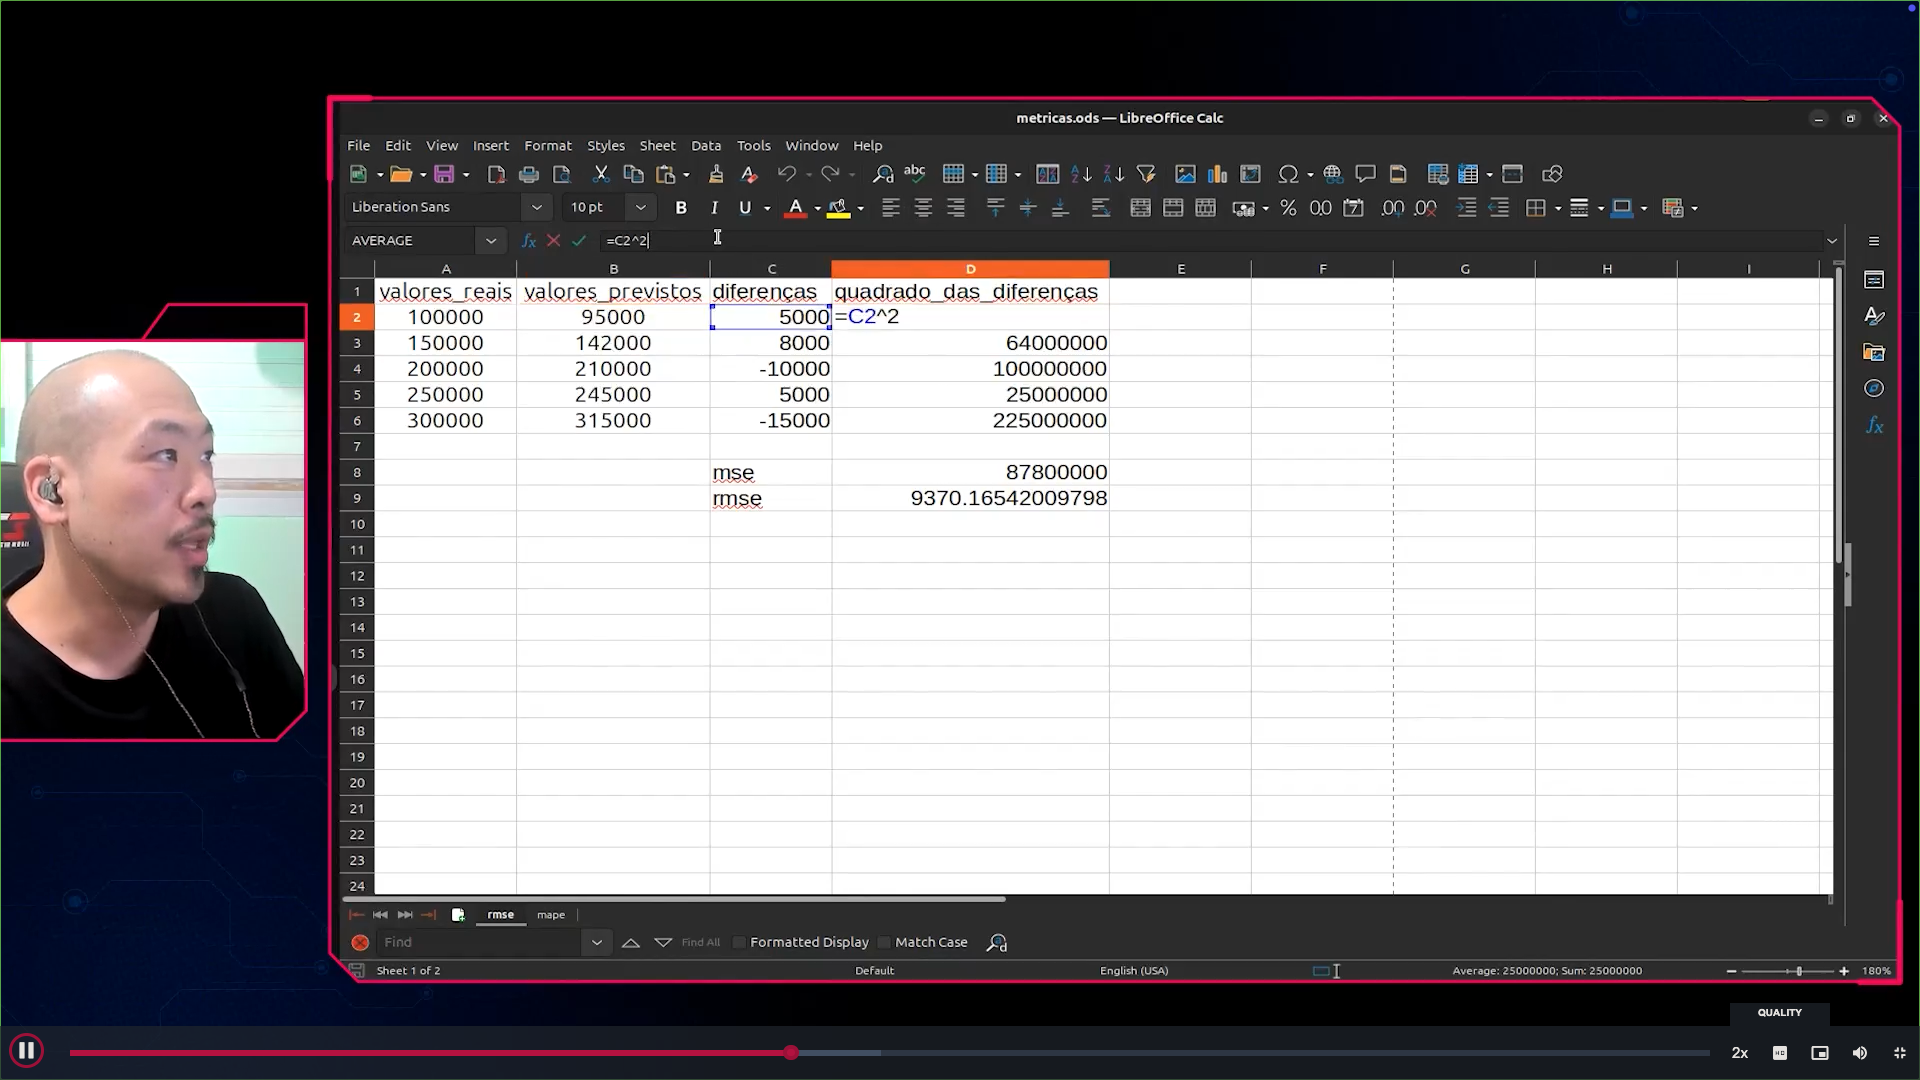 metricas.ods — LibreOffice Calc
File Edit View Insert Format Styles Sheet Data Tools Window Help
Liberation Sans 10 pt
AVERAGE =C2^2
A B C D E F G H I
1 valores_reais valores_previstos diferenças quadrado_das_diferenças
2 100000 95000 5000 =C2^2
3 150000 142000 8000 64000000
4 200000 210000 -10000 100000000
5 250000 245000 5000 25000000
6 300000 315000 -15000 225000000
7
8 mse 87800000
9 rmse 9370.16542009798
10
11
12
13
14
15
16
17
18
19
20
21
22
23
24
rmse mape
Find Find All Formatted Display Match Case
Sheet 1 of 2 Default English (USA) Average: 25000000; Sum: 25000000 180%
QUALITY
2x